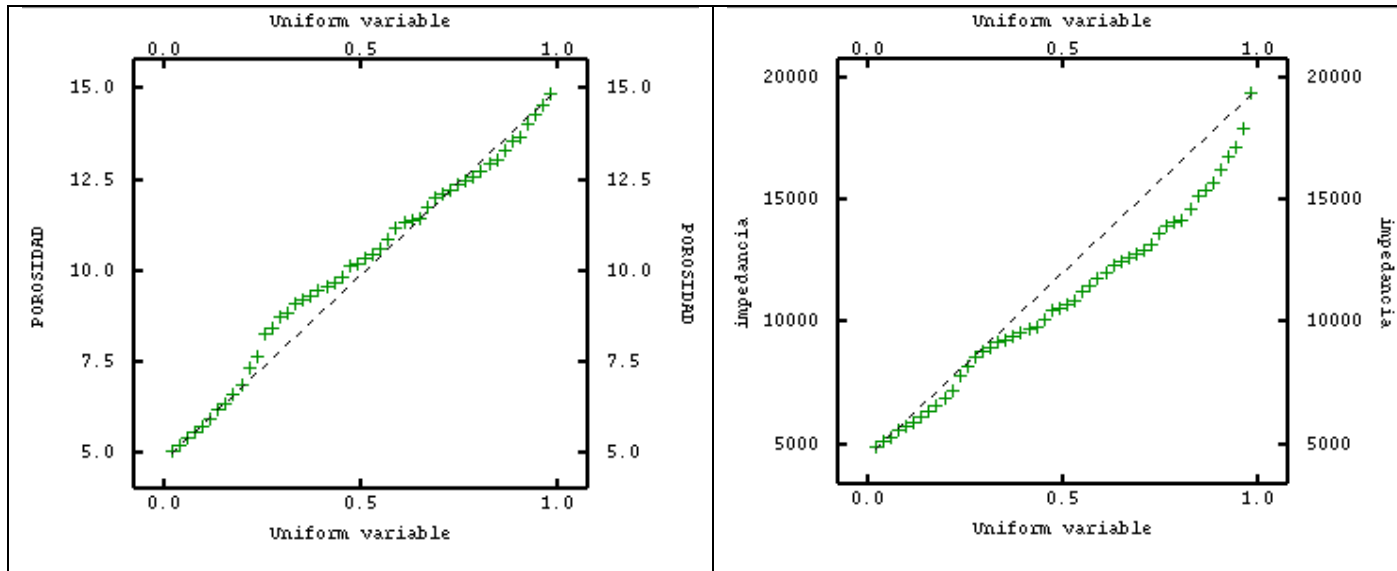 Uniform variable
0.0 0.5 1.0
POROSIDAD
15.0 15.0
12.5 12.5
10.0 10.0
7.5 7.5
5.0 5.0
POROSIDAD
0.0 0.5 1.0
Uniform variable
Uniform variable
0.0 0.5 1.0
impedancia
20000 20000
15000 15000
10000 10000
5000 5000
impedancia
0.0 0.5 1.0
Uniform variable